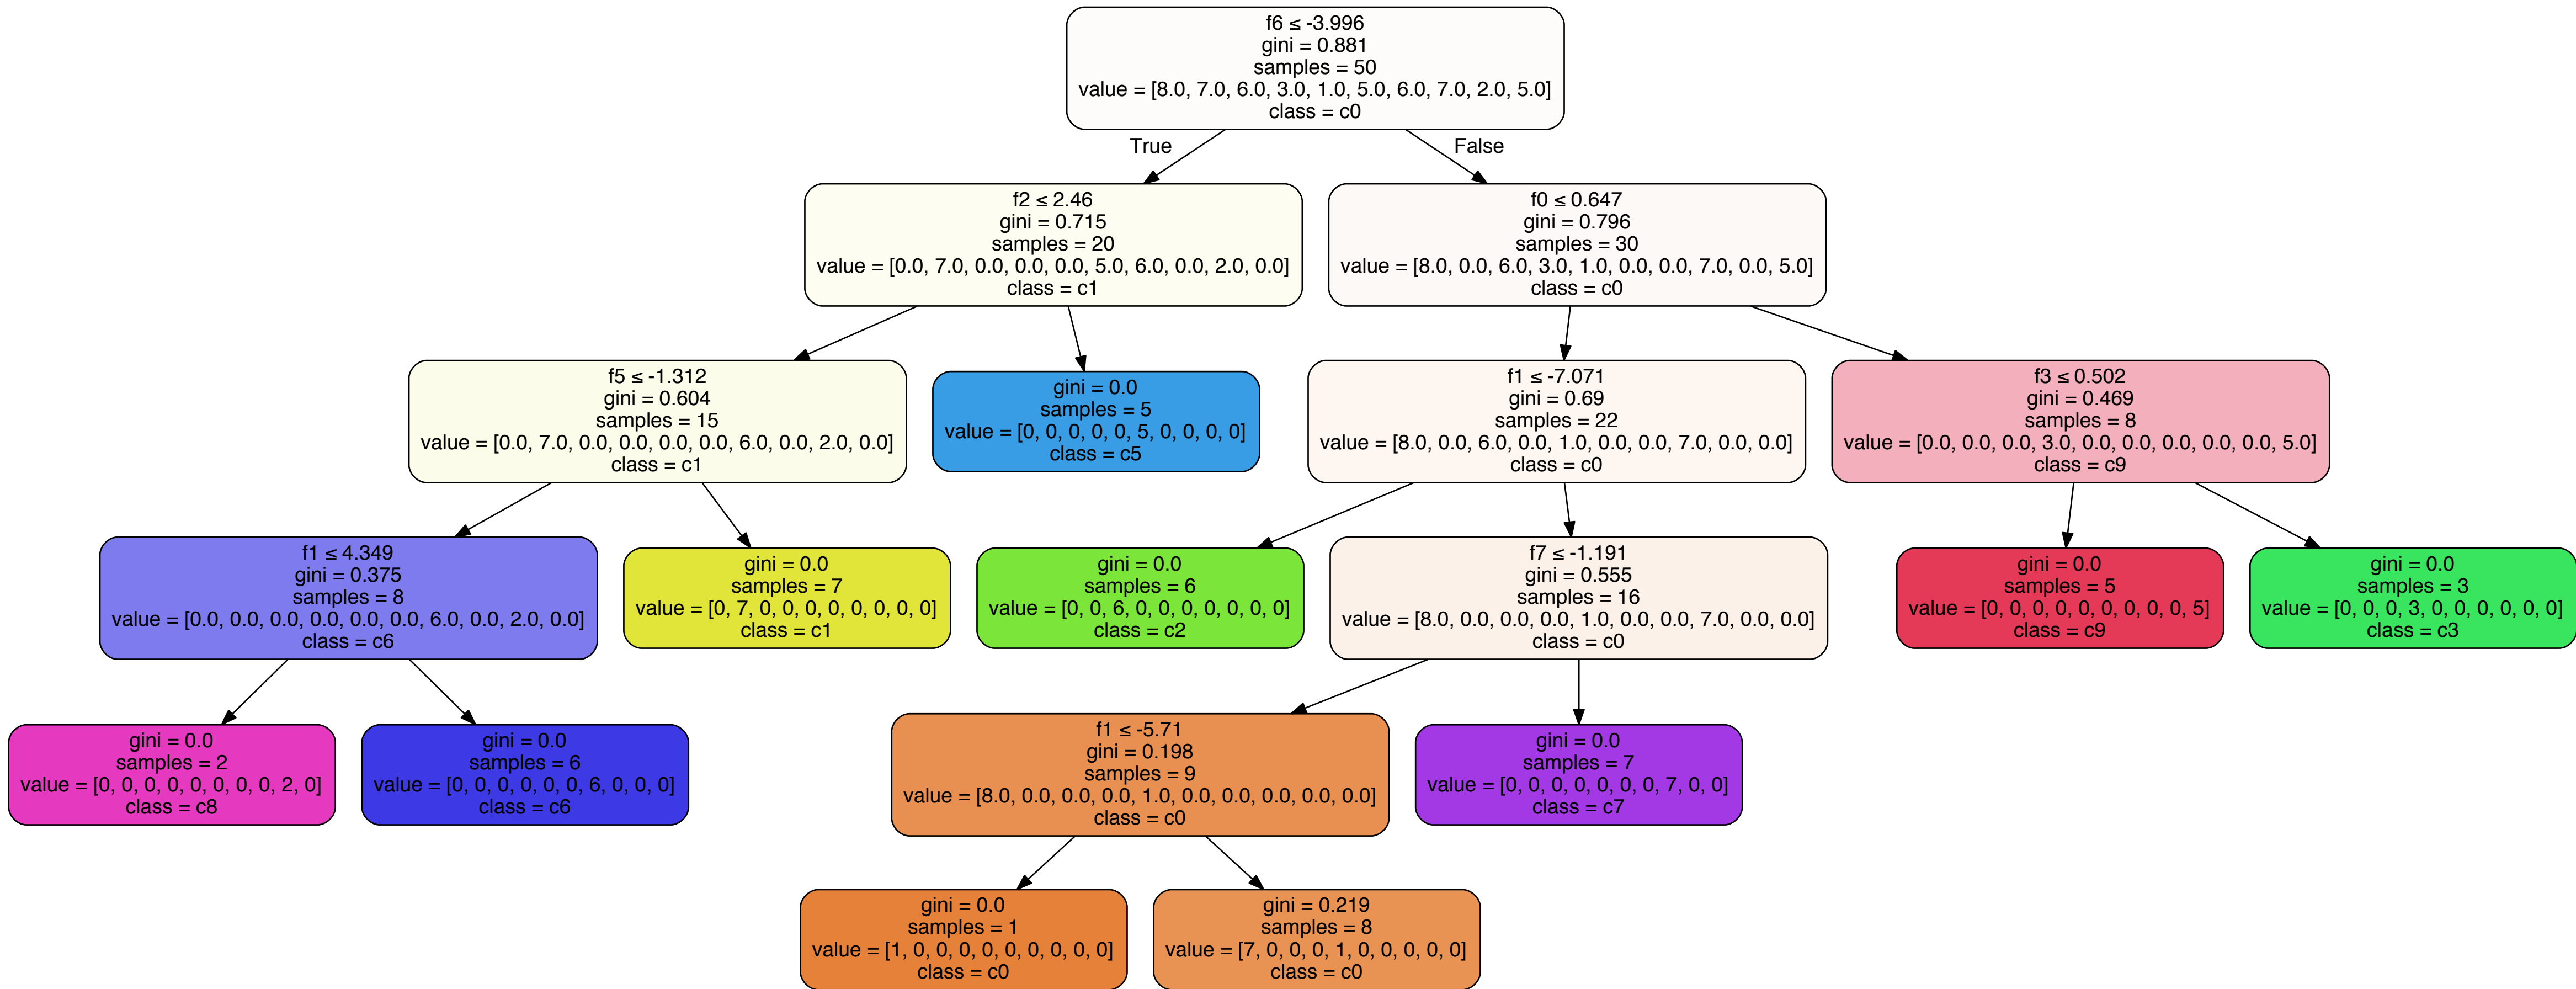 f6 ≤ -3.996
gini = 0.881
samples = 50
value = [8.0, 7.0, 6.0, 3.0, 1.0, 5.0, 6.0, 7.0, 2.0, 5.0]
class = c0
True
False
f2 ≤ 2.46
gini = 0.715
samples = 20
value = [0.0, 7.0, 0.0, 0.0, 0.0, 5.0, 6.0, 0.0, 2.0, 0.0]
class = c1
f0 ≤ 0.647
gini = 0.796
samples = 30
value = [8.0, 0.0, 6.0, 3.0, 1.0, 0.0, 0.0, 7.0, 0.0, 5.0]
class = c0
f5 ≤ -1.312
gini = 0.604
samples = 15
value = [0.0, 7.0, 0.0, 0.0, 0.0, 0.0, 6.0, 0.0, 2.0, 0.0]
class = c1
gini = 0.0
samples = 5
value = [0, 0, 0, 0, 0, 5, 0, 0, 0, 0]
class = c5
f1 ≤ -7.071
gini = 0.69
samples = 22
value = [8.0, 0.0, 6.0, 0.0, 1.0, 0.0, 0.0, 7.0, 0.0, 0.0]
class = c0
f3 ≤ 0.502
gini = 0.469
samples = 8
value = [0.0, 0.0, 0.0, 3.0, 0.0, 0.0, 0.0, 0.0, 0.0, 5.0]
class = c9
f1 ≤ 4.349
gini = 0.375
samples = 8
value = [0.0, 0.0, 0.0, 0.0, 0.0, 0.0, 6.0, 0.0, 2.0, 0.0]
class = c6
gini = 0.0
samples = 7
value = [0, 7, 0, 0, 0, 0, 0, 0, 0, 0]
class = c1
gini = 0.0
samples = 6
value = [0, 0, 6, 0, 0, 0, 0, 0, 0, 0]
class = c2
f7 ≤ -1.191
gini = 0.555
samples = 16
value = [8.0, 0.0, 0.0, 0.0, 1.0, 0.0, 0.0, 7.0, 0.0, 0.0]
class = c0
gini = 0.0
samples = 5
value = [0, 0, 0, 0, 0, 0, 0, 0, 0, 5]
class = c9
gini = 0.0
samples = 3
value = [0, 0, 0, 3, 0, 0, 0, 0, 0, 0]
class = c3
gini = 0.0
samples = 2
value = [0, 0, 0, 0, 0, 0, 0, 0, 2, 0]
class = c8
gini = 0.0
samples = 6
value = [0, 0, 0, 0, 0, 0, 6, 0, 0, 0]
class = c6
f1 ≤ -5.71
gini = 0.198
samples = 9
value = [8.0, 0.0, 0.0, 0.0, 1.0, 0.0, 0.0, 0.0, 0.0, 0.0]
class = c0
gini = 0.0
samples = 7
value = [0, 0, 0, 0, 0, 0, 0, 7, 0, 0]
class = c7
gini = 0.0
samples = 1
value = [1, 0, 0, 0, 0, 0, 0, 0, 0, 0]
class = c0
gini = 0.219
samples = 8
value = [7, 0, 0, 0, 1, 0, 0, 0, 0, 0]
class = c0